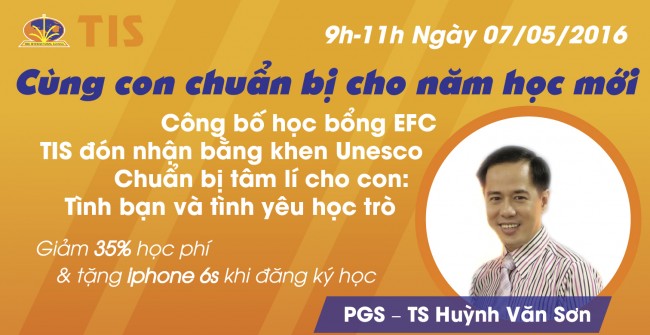 TIS
9h-11h Ngày 07/05/2016
Cùng con chuẩn bị cho năm học mới
Công bố học bổng EFC
TIS đón nhận bằng khen Unesco
Chuẩn bị tâm lí cho con:
Tình bạn và tình yêu học trò
Giảm 35% học phí
& tặng Iphone 6s khi đăng ký học
PGS – TS Huỳnh Văn Sơn